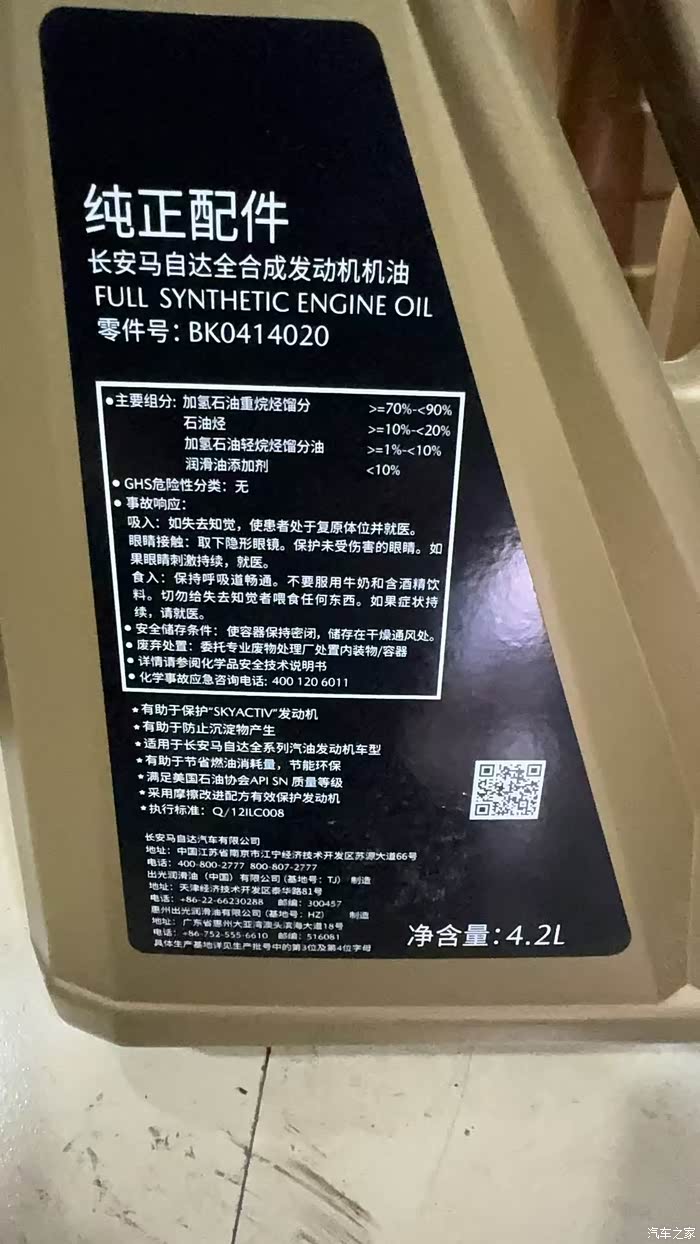 纯正配件
长安马自达全合成发动机机油
FULL SYNTHETIC ENGINE OIL
零件号: BK0414020
●主要组分: 加氢石油重烷烃馏分 >=70%-<90%
石油烃 >=10%-<20%
加氢石油轻烷烃馏分油 >=1%-<10%
润滑油添加剂 <10%
●GHS危险性分类: 无
●事故响应:
吸入: 如失去知觉, 使患者处于复原体位并就医。
眼睛接触: 取下隐形眼镜。保护未受伤害的眼睛。如
果眼睛刺激持续, 就医。
食入: 保持呼吸道畅通。不要服用牛奶和含酒精饮
料。切勿给失去知觉者喂食任何东西。如果症状持
续, 请就医。
●安全储存条件: 使容器保持密闭, 储存在干燥通风处。
●废弃处置: 委托专业废物处理厂处置内装物/容器
●详情请参阅化学品安全技术说明书
●化学事故应急咨询电话: 400 120 6011
★有助于保护“SKYACTIV”发动机
★有助于防止沉淀物产生
★适用于长安马自达全系列汽油发动机车型
★有助于节省燃油消耗量, 节能环保
★满足美国石油协会API SN 质量等级
★采用摩擦改进配方有效保护发动机
★执行标准: Q/12ILC008
长安马自达汽车有限公司
地址: 中国江苏省南京市江宁经济技术开发区苏源大道66号
电话: 400-800-2777 800-807-2777
出光润滑油（中国）有限公司(基地号: TJ) 制造
地址: 天津经济技术开发区泰华路81号
电话: +86-22-66230288 邮编: 300457
惠州出光润滑油有限公司(基地号: HZ) 制造
地址: 广东省惠州大亚湾澳头滨海大道18号
电话: +86-752-555-6610 邮编: 516081
具体生产基地详见生产批号中的第3位及第4位字母
净含量: 4.2L
汽车之家